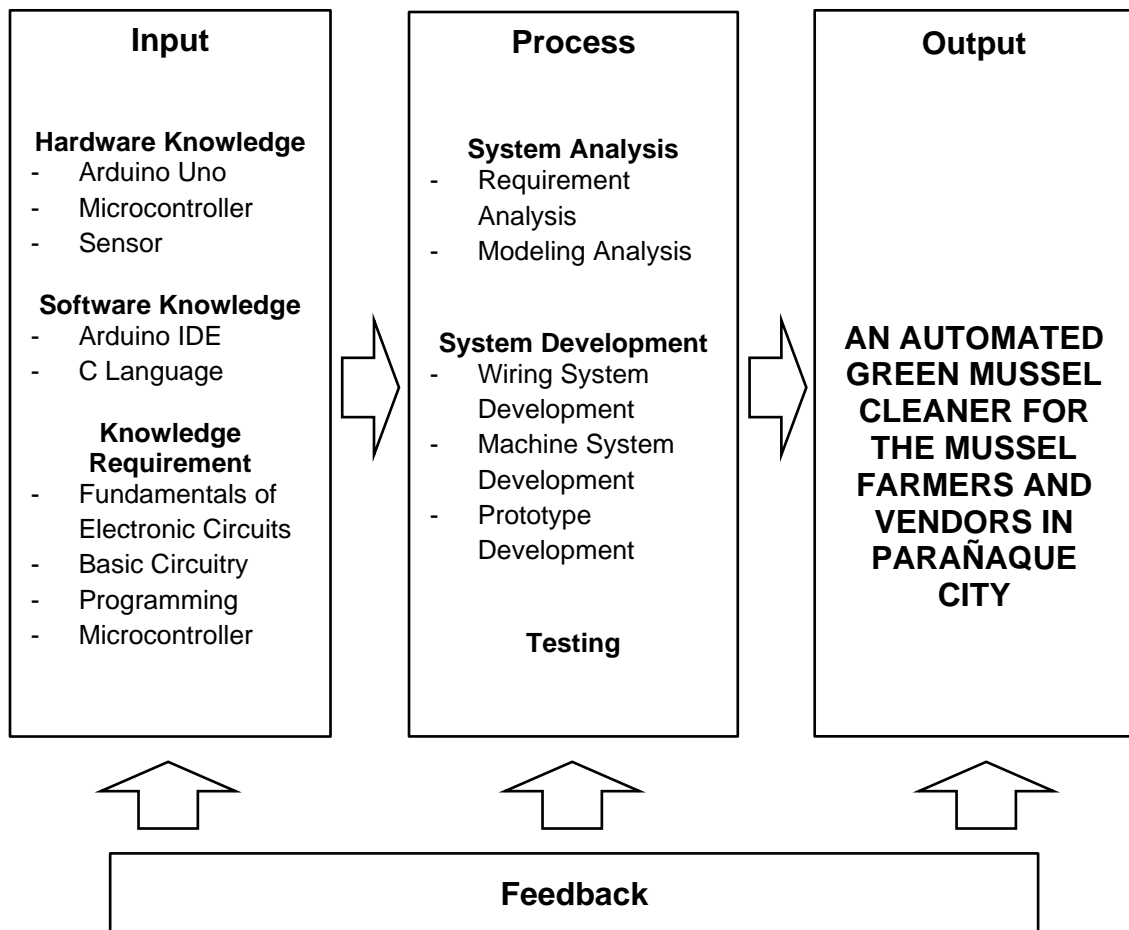 Input
Hardware Knowledge
- Arduino Uno
- Microcontroller
- Sensor
Software Knowledge
- Arduino IDE
- C Language
Knowledge
Requirement
- Fundamentals of
Electronic Circuits
- Basic Circuitry
- Programming
- Microcontroller
Process
System Analysis
- Requirement
Analysis
- Modeling Analysis
System Development
- Wiring System
Development
- Machine System
Development
- Prototype
Development
Testing
Output
AN AUTOMATED
GREEN MUSSEL
CLEANER FOR
THE MUSSEL
FARMERS AND
VENDORS IN
PARAÑAQUE
CITY
Feedback